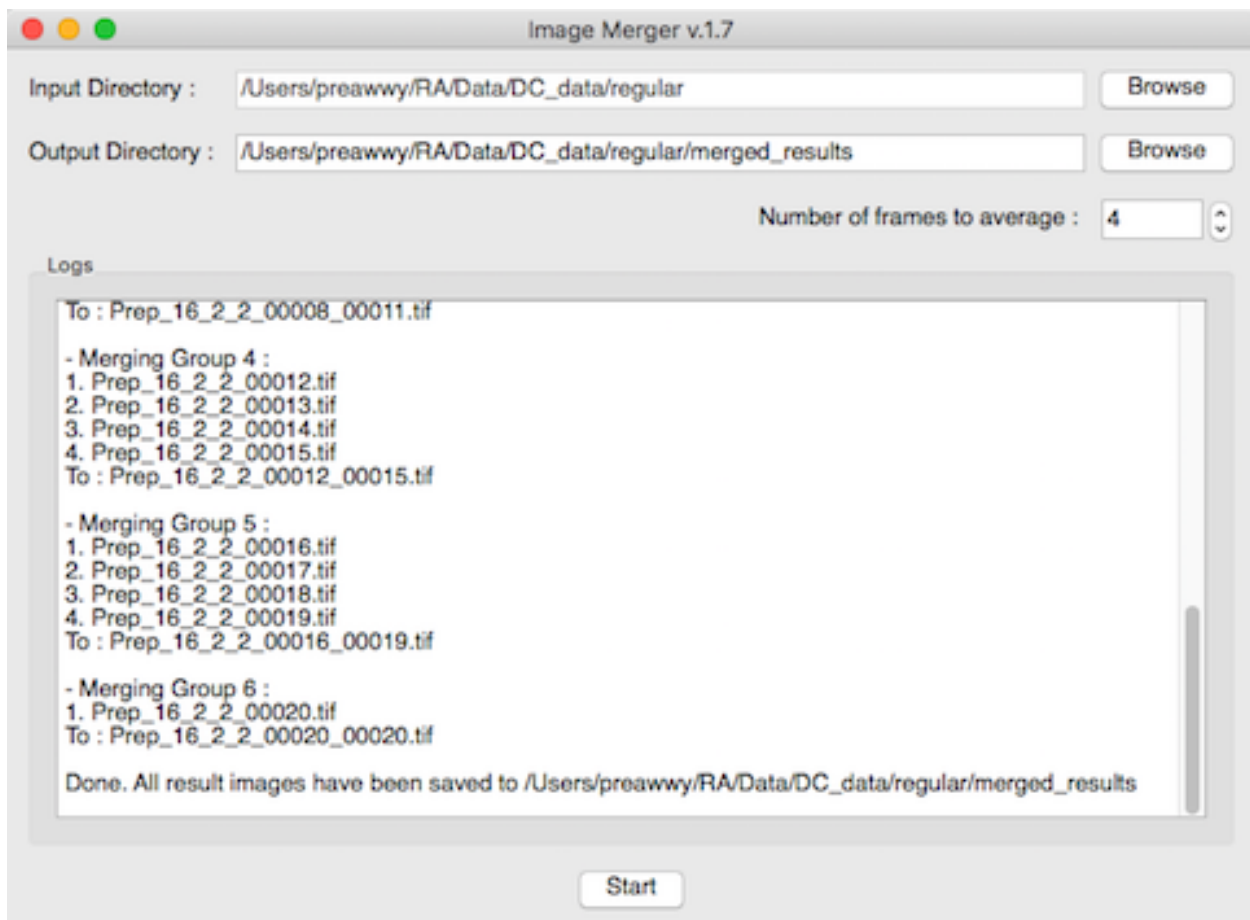 Image Merger v.1.7
Input Directory : /Users/preawwy/RA/Data/DC_data/regular Browse
Output Directory : /Users/preawwy/RA/Data/DC_data/regular/merged_results Browse
Number of frames to average : 4
Logs
To : Prep_16_2_2_00008_00011.tif
- Merging Group 4 :
1. Prep_16_2_2_00012.tif
2. Prep_16_2_2_00013.tif
3. Prep_16_2_2_00014.tif
4. Prep_16_2_2_00015.tif
To : Prep_16_2_2_00012_00015.tif
- Merging Group 5 :
1. Prep_16_2_2_00016.tif
2. Prep_16_2_2_00017.tif
3. Prep_16_2_2_00018.tif
4. Prep_16_2_2_00019.tif
To : Prep_16_2_2_00016_00019.tif
- Merging Group 6 :
1. Prep_16_2_2_00020.tif
To : Prep_16_2_2_00020_00020.tif
Done. All result images have been saved to /Users/preawwy/RA/Data/DC_data/regular/merged_results
Start